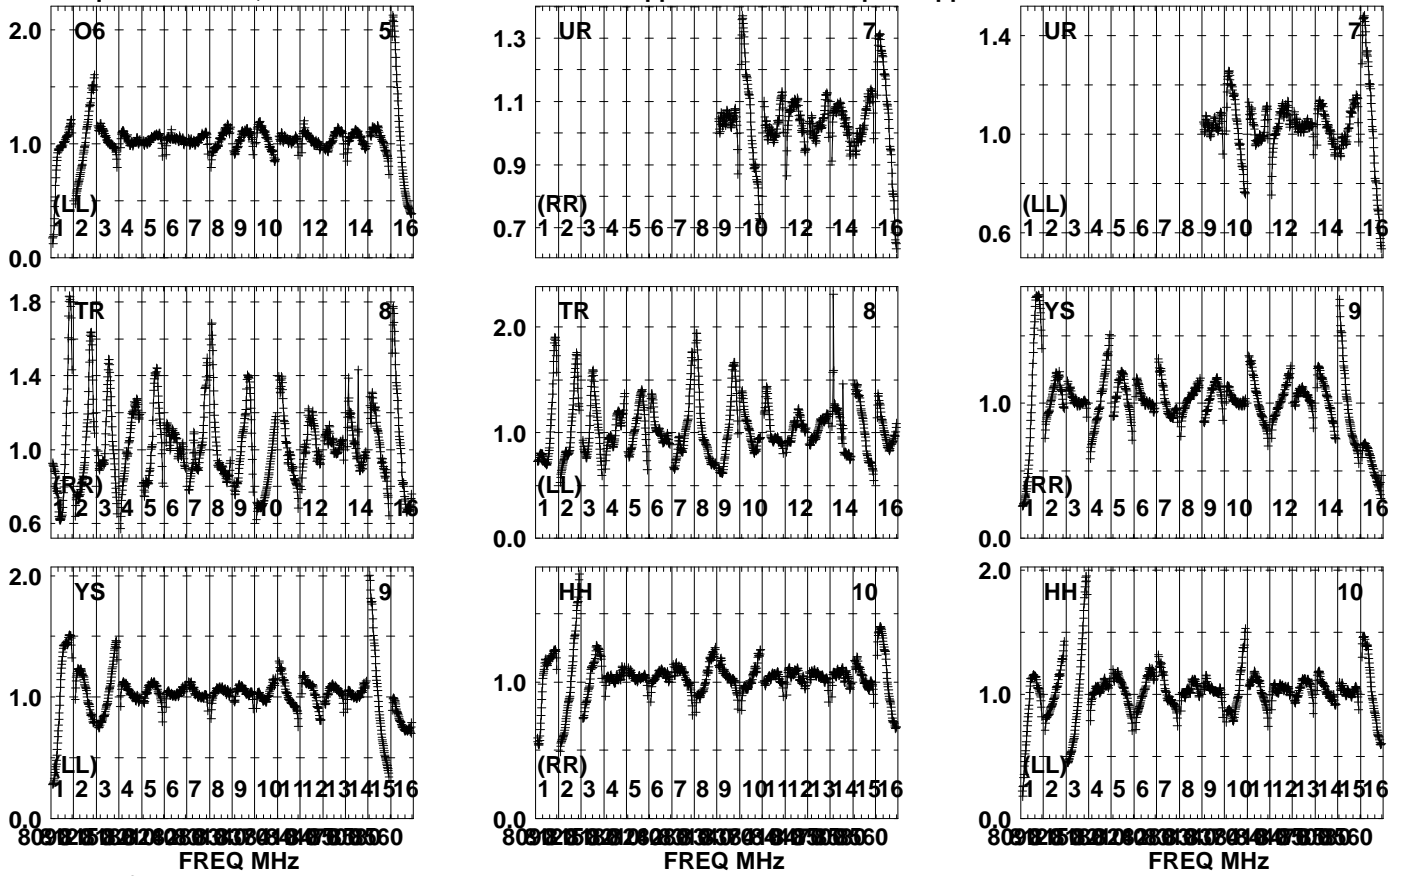 2.0 O6 5
1.0
(LL)
1 2 3 4 5 6 7 8 9 10 12 14 16
0.0
1.3 UR 7
1.1
0.9
(RR)
0.7 1 2 3 4 5 6 7 8 9 10 12 14 16
1.4 UR 7
1.0
(LL)
0.6 1 2 3 4 5 6 7 8 9 10 12 14 16
1.8 TR 8
1.4
1.0
(RR)
1 2 3 4 5 6 7 8 9 10 12 14 16
0.6
TR 8
2.0
1.0
(LL)
1 2 3 4 5 6 7 8 9 10 12 14 16
0.0
YS 9
1.0
(RR)
1 2 3 4 5 6 7 8 9 10 12 14 16
0.0
2.0 YS 9
1.0
(LL)
1 2 3 4 5 6 7 8 9 10 11 12 13 14 15 16
0.0
FREQ MHz
HH 10
1.0
(RR)
1 2 3 4 5 6 7 8 9 10 11 12 13 14 15 16
0.0
FREQ MHz
2.0 HH 10
1.0
(LL)
1 2 3 4 5 6 7 8 9 10 11 12 13 14 15 16
0.0
FREQ MHz